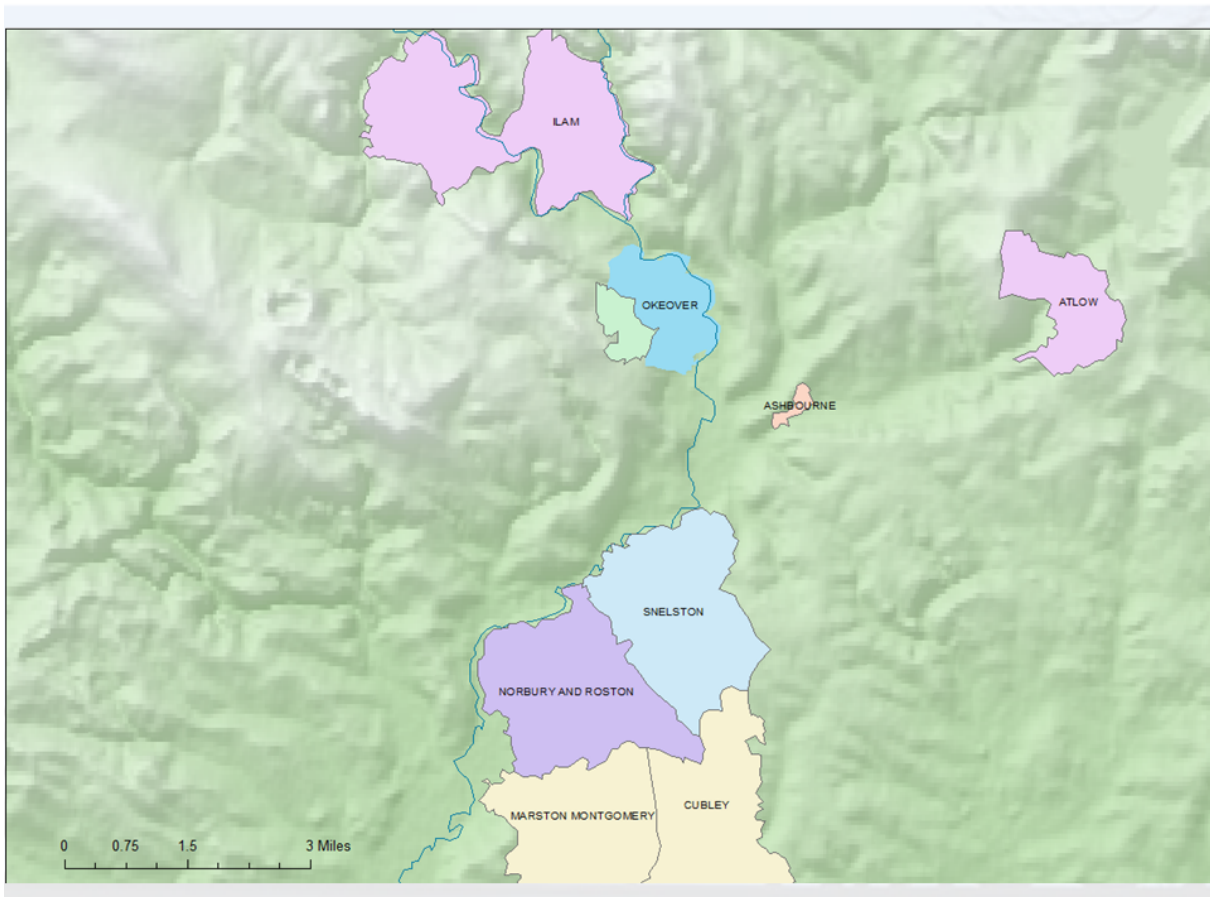 ILAM
OKEOVER
ATLOW
ASHBOURNE
SNELSTON
NORBURY AND ROSTON
CUBLEY
MARSTON MONTGOMERY
0 0.75 1.5 3 Miles